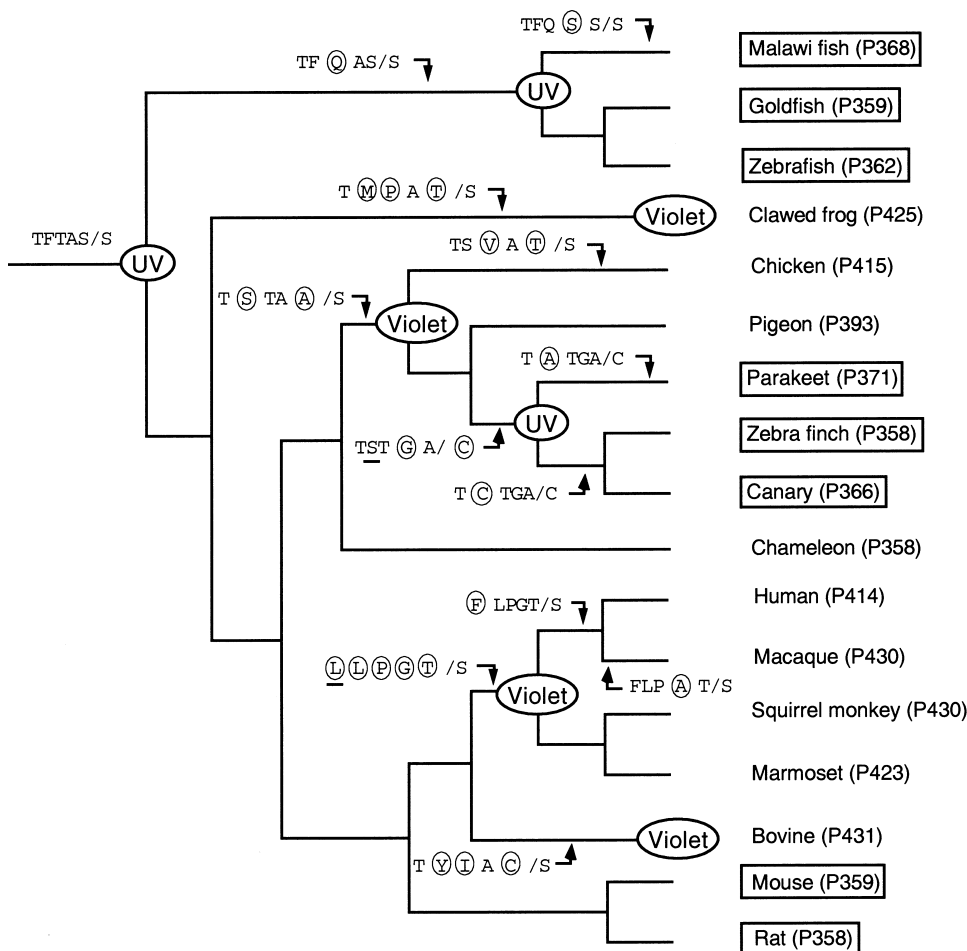 TFQ S S/S
Malawi fish (P368)
TF Q AS/S
UV
Goldfish (P359)
Zebrafish (P362)
T M P A T /S
Violet
Clawed frog (P425)
TFTAS/S
UV
TS V A T /S
Chicken (P415)
T S TA A /S
Violet
Pigeon (P393)
T A TGA/C
Parakeet (P371)
UV
Zebra finch (P358)
TST G A/ C
T C TGA/C
Canary (P366)
Chameleon (P358)
F LPGT/S
Human (P414)
L L P G T /S
Macaque (P430)
FLP A T/S
Violet
Squirrel monkey (P430)
Marmoset (P423)
Violet
Bovine (P431)
T Y I A C /S
Mouse (P359)
Rat (P358)